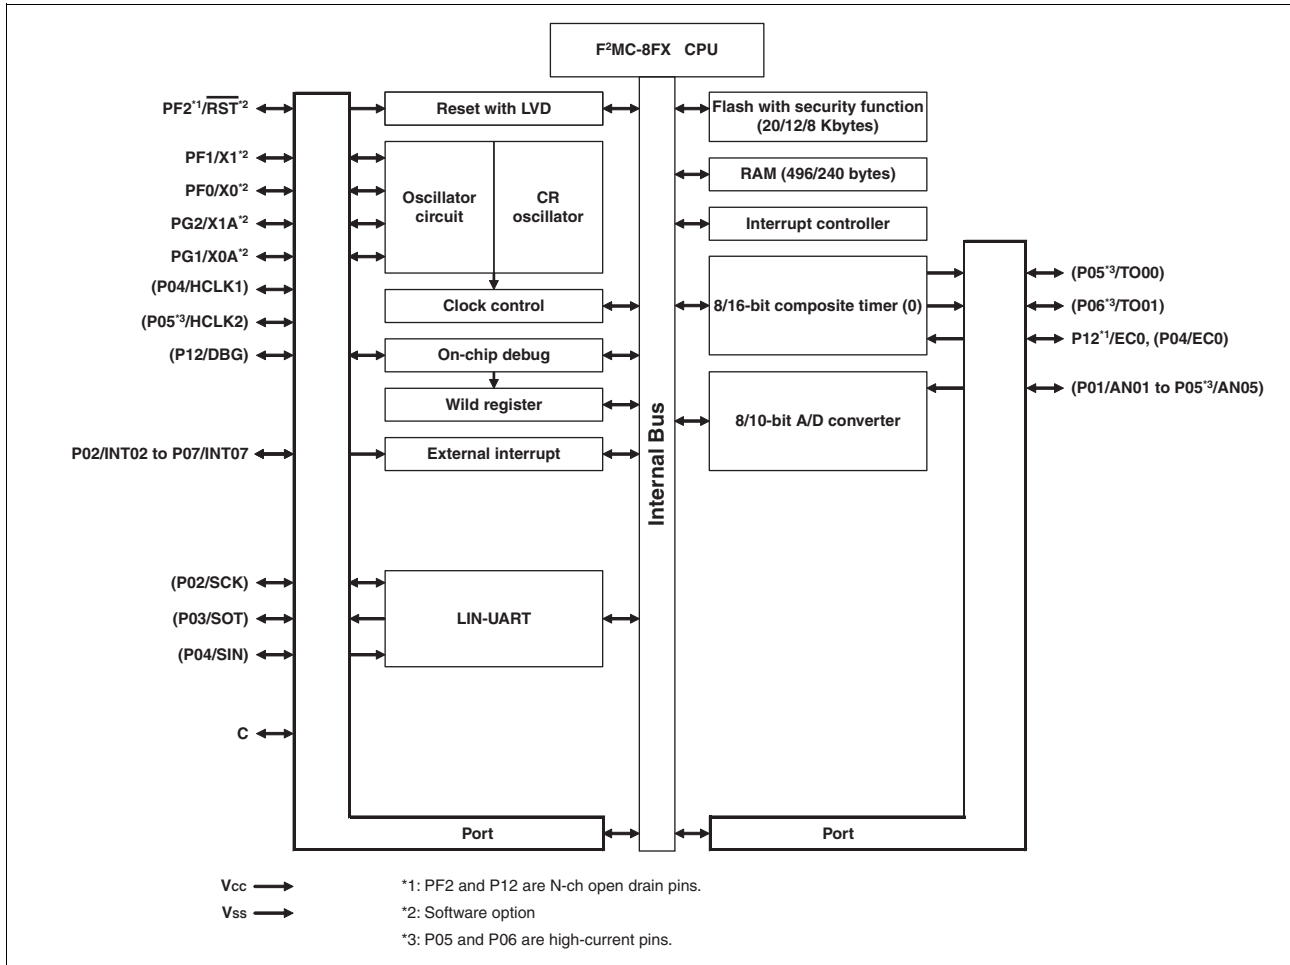 F²MC-8FX CPU
PF2*1/RST*2
Reset with LVD
Flash with security function
(20/12/8 Kbytes)
PF1/X1*2
PF0/X0*2
PG2/X1A*2
PG1/X0A*2
Oscillator
circuit
CR
oscillator
RAM (496/240 bytes)
Interrupt controller
(P04/HCLK1)
(P05*3/HCLK2)
Clock control
8/16-bit composite timer (0)
(P05*3/TO00)
(P06*3/TO01)
P12*1/EC0, (P04/EC0)
(P12/DBG)
On-chip debug
Wild register
8/10-bit A/D converter
(P01/AN01 to P05*3/AN05)
P02/INT02 to P07/INT07
External interrupt
Internal Bus
(P02/SCK)
(P03/SOT)
(P04/SIN)
LIN-UART
C
Port
Port
Vcc
Vss
*1: PF2 and P12 are N-ch open drain pins.
*2: Software option
*3: P05 and P06 are high-current pins.